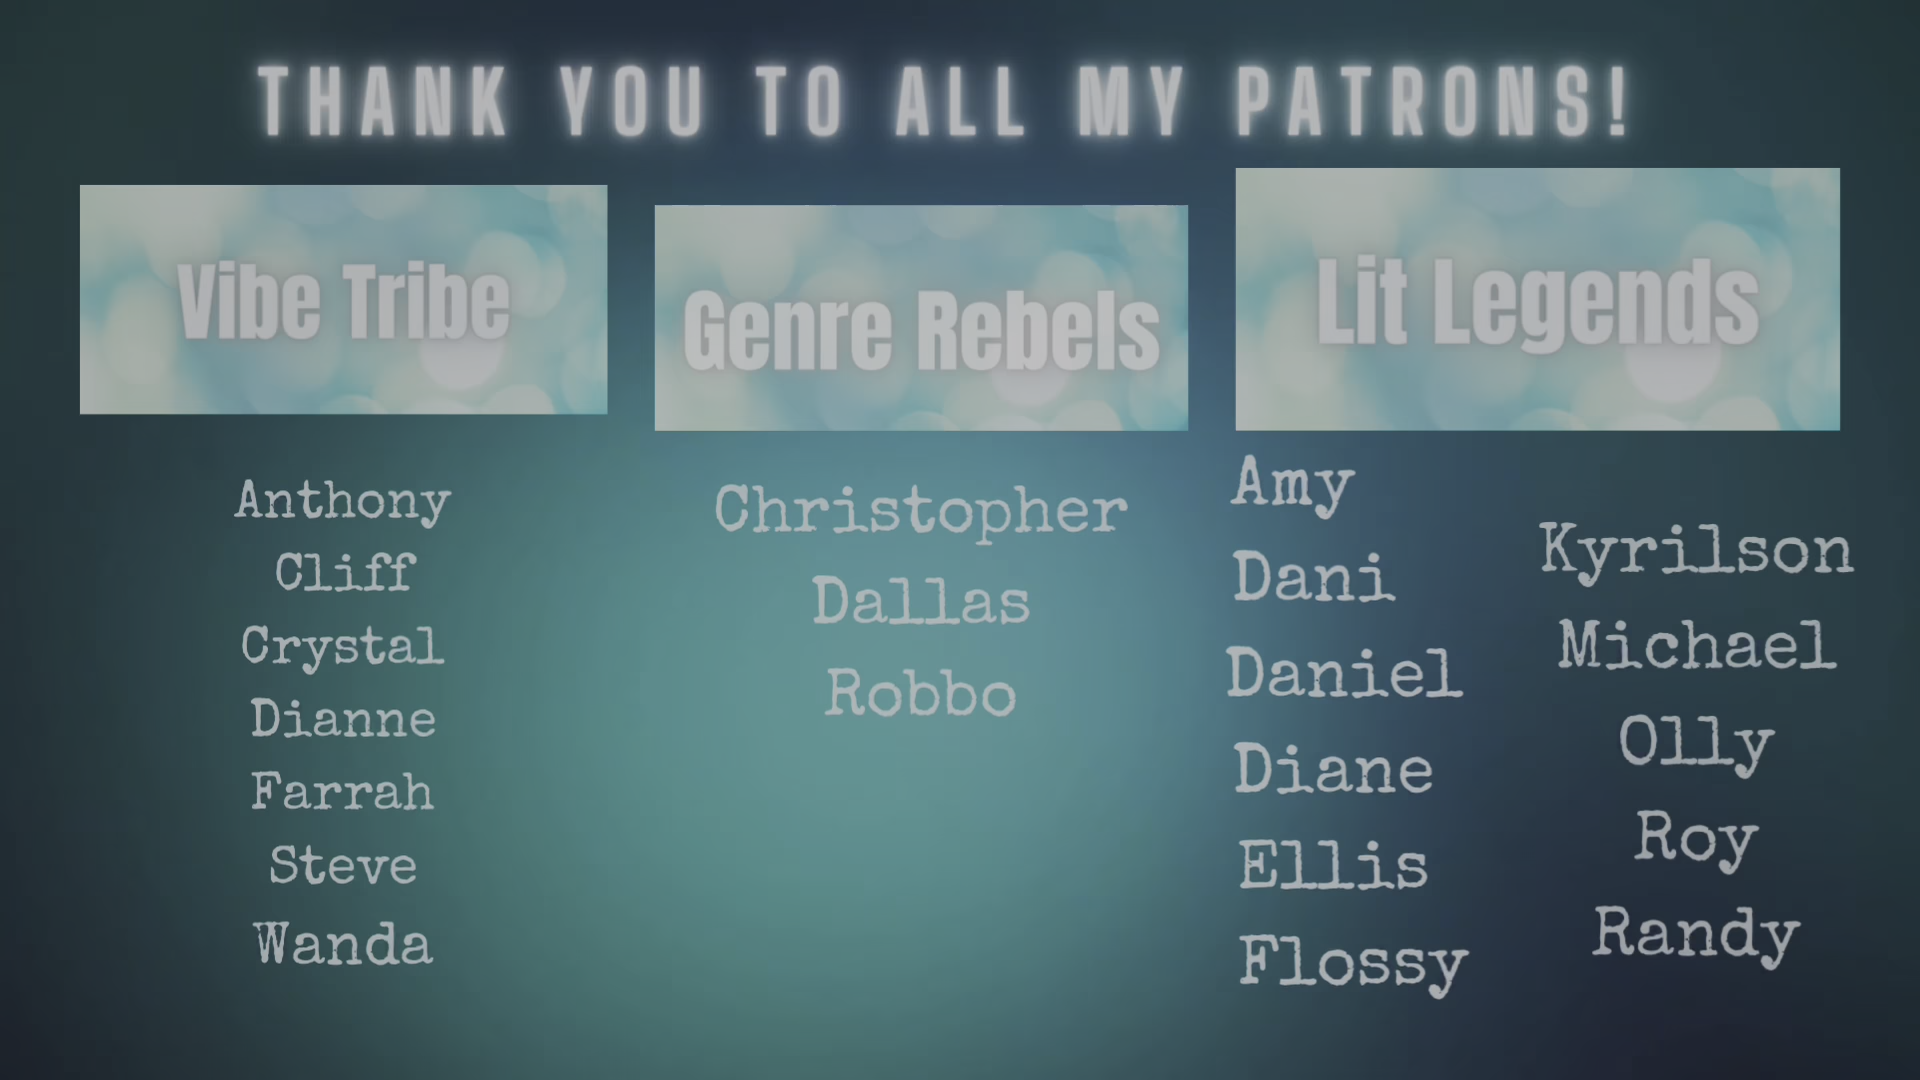 THANK YOU TO ALL MY PATRONS!
Vibe Tribe
Anthony
Cliff
Crystal
Dianne
Farrah
Steve
Wanda
Genre Rebels
Christopher
Dallas
Robbo
Lit Legends
Amy
Dani
Daniel
Diane
Ellis
Flossy
Kyrilson
Michael
Olly
Roy
Randy